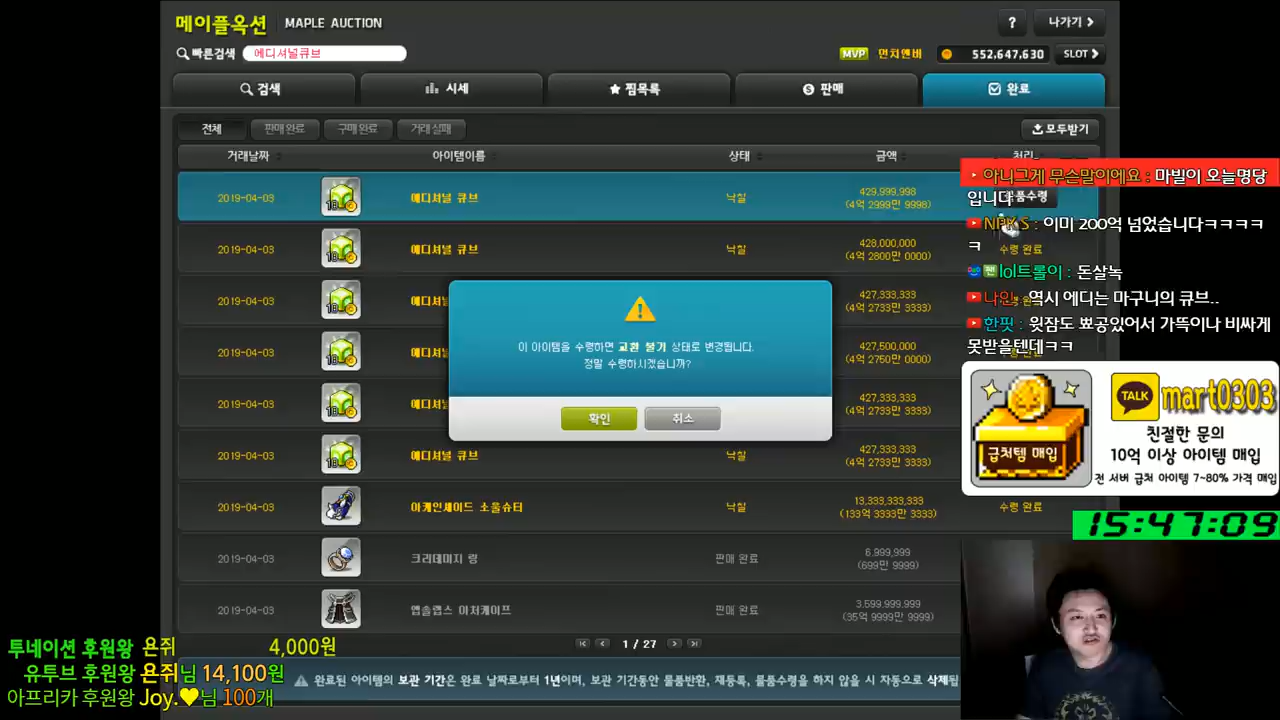 메이플옥션 MAPLE AUCTION
? 나가기
빠른검색 에디셔널큐브
MVP 먼치앤비 552,647,630 SLOT
검색 시세 찜목록 판매 완료
전체 판매 완료 구매 완료 거래 실패 모두받기
거래날짜 아이템이름 상태 금액 처리
2019-04-03 에디셔널 큐브 낙찰 429,999,998
(4억 2999만 9998)
2019-04-03 에디셔널 큐브 낙찰 428,000,000
(4억 2800만 0000) 수령 완료
2019-04-03 427,333,333
(4억 2733만 3333)
2019-04-03 427,500,000
(4억 2750만 0000)
2019-04-03 427,333,333
(4억 2733만 3333)
2019-04-03 에디셔널 큐브 낙찰 427,333,333
(4억 2733만 3333)
2019-04-03 아케인셰이드 소울슈터 낙찰 13,333,333,333
(133억 3333만 3333) 수령 완료
2019-04-03 크리데미지 링 판매 완료 6,999,999
(699만 9999)
2019-04-03 앱솔랩스 아처케이프 판매 완료 3,599,999,999
(35억 9999만 9999)
1 / 27
이 아이템을 수령하면 교환 불가 상태로 변경됩니다.
정말 수령하시겠습니까?
확인 취소
아니그게 무슨말이에요 : 마빌이 오늘명당
입니다
NPK S : 이미 200억 넘었습니다ㅋㅋㅋㅋ
ㅋ
lol트롤이 : 돈살녹
나인 : 역시 에디는 마구니의 큐브..
한핏 : 윗잠도 뽀공있어서 가뜩이나 비싸게
못받을텐데ㅋㅋ
급처템 매입
TALK mart0303
친절한 문의
10억 이상 아이템 매입
전 서버 급처 아이템 7~80% 가격 매입
15:47:09
투네이션 후원왕 욘쥐 4,000원
유투브 후원왕 욘쥐님 14,100원
아프리카 후원왕 Joy.♥님 100개
완료된 아이템의 보관 기간은 완료 날짜로부터 1년이며, 보관 기간동안 물품반환, 재등록, 물품수령을 하지 않을 시 자동으로 삭제됩